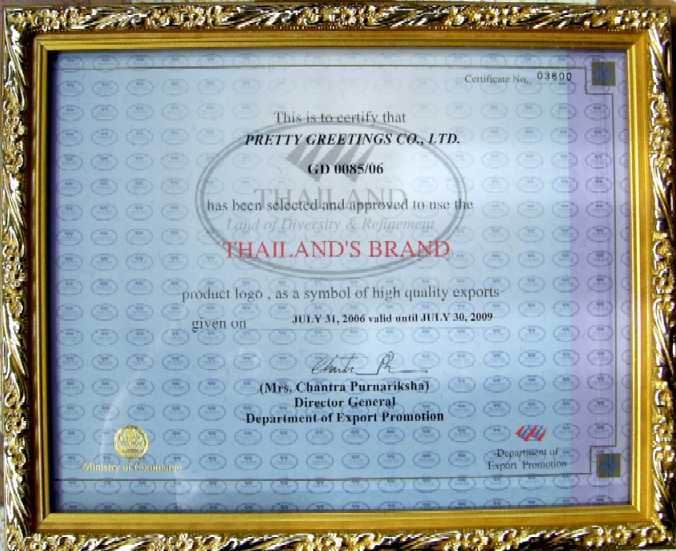 Certificate No. 03600
This is to certify that
PRETTY GREETINGS CO., LTD.
GD 0085/06
THAILAND
has been selected and approved to use the
Land of Diversity & Refinement
THAILAND'S BRAND
product logo , as a symbol of high quality exports
given on JULY 31, 2006 valid until JULY 30, 2009
(Mrs. Chantra Purnariksha)
Director General
Department of Export Promotion
Ministry of Commerce
Department of
Export Promotion